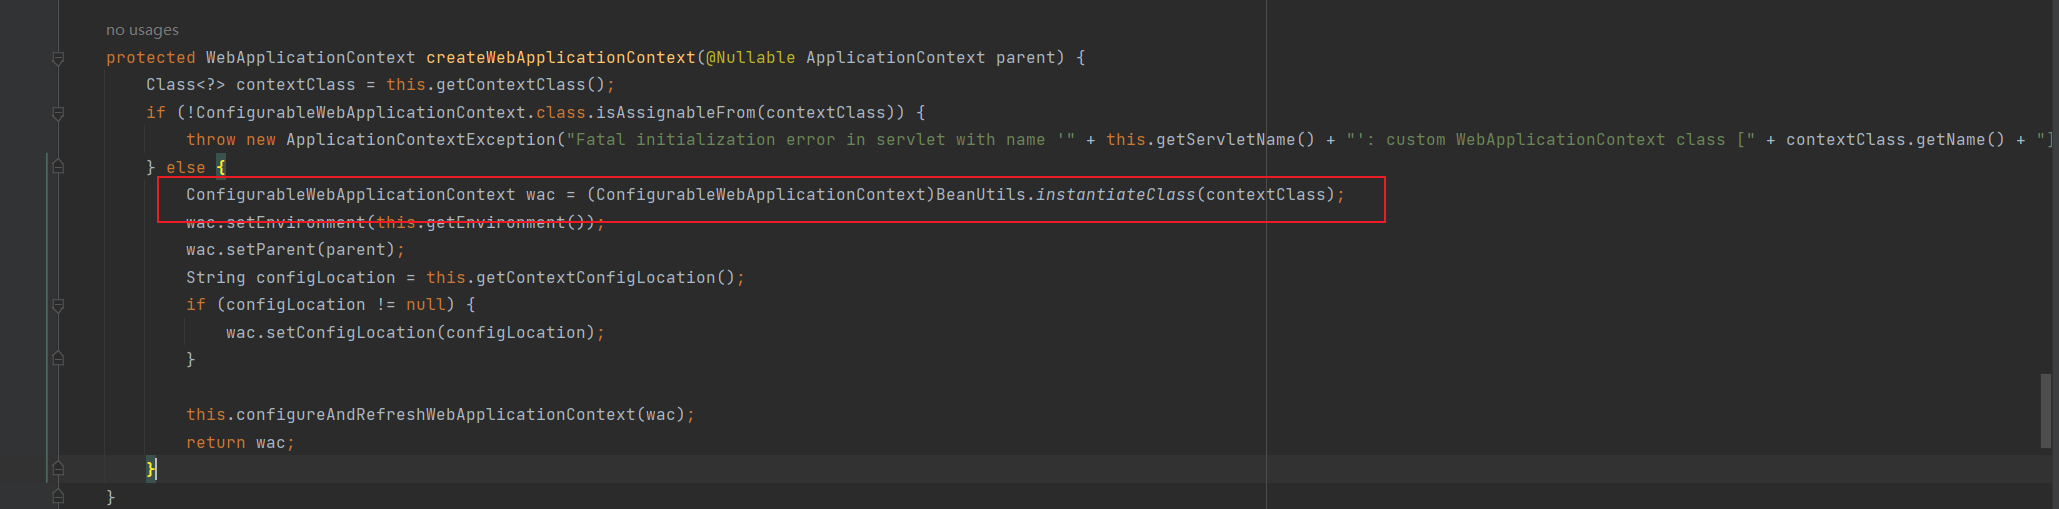 no usages
protected WebApplicationContext createWebApplicationContext(@Nullable ApplicationContext parent) {
Class<?> contextClass = this.getContextClass();
if (!ConfigurableWebApplicationContext.class.isAssignableFrom(contextClass)) {
throw new ApplicationContextException("Fatal initialization error in servlet with name '" + this.getServletName() + "': custom WebApplicationContext class [" + contextClass.getName() + "]
} else {
ConfigurableWebApplicationContext wac = (ConfigurableWebApplicationContext)BeanUtils.instantiateClass(contextClass);
wac.setEnvironment(this.getEnvironment());
wac.setParent(parent);
String configLocation = this.getContextConfigLocation();
if (configLocation != null) {
wac.setConfigLocation(configLocation);
}
this.configureAndRefreshWebApplicationContext(wac);
return wac;
}
}